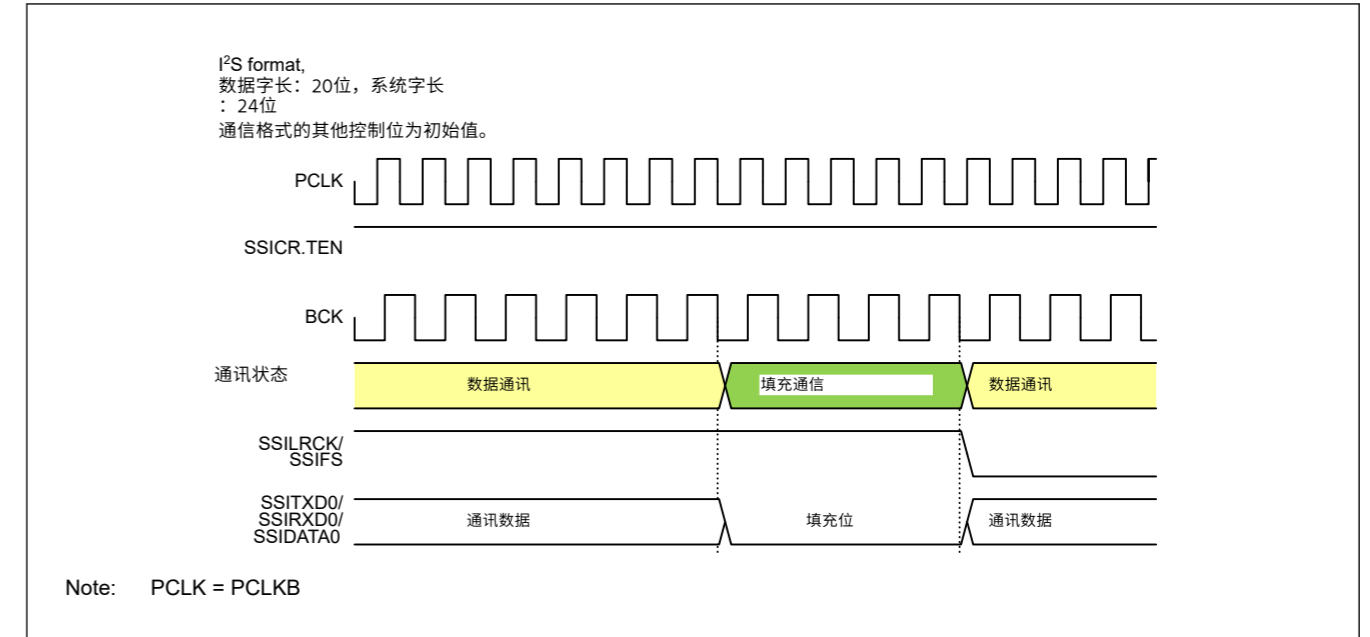 I²S format,
数据字长：20位，系统字长
：24位
通信格式的其他控制位为初始值。
PCLK
SSICR.TEN
BCK
通讯状态
数据通讯
填充通信
数据通讯
SSILRCK/
SSIFS
SSITXD0/
SSIRXD0/
SSIDATA0
通讯数据
填充位
通讯数据
Note: PCLK = PCLKB